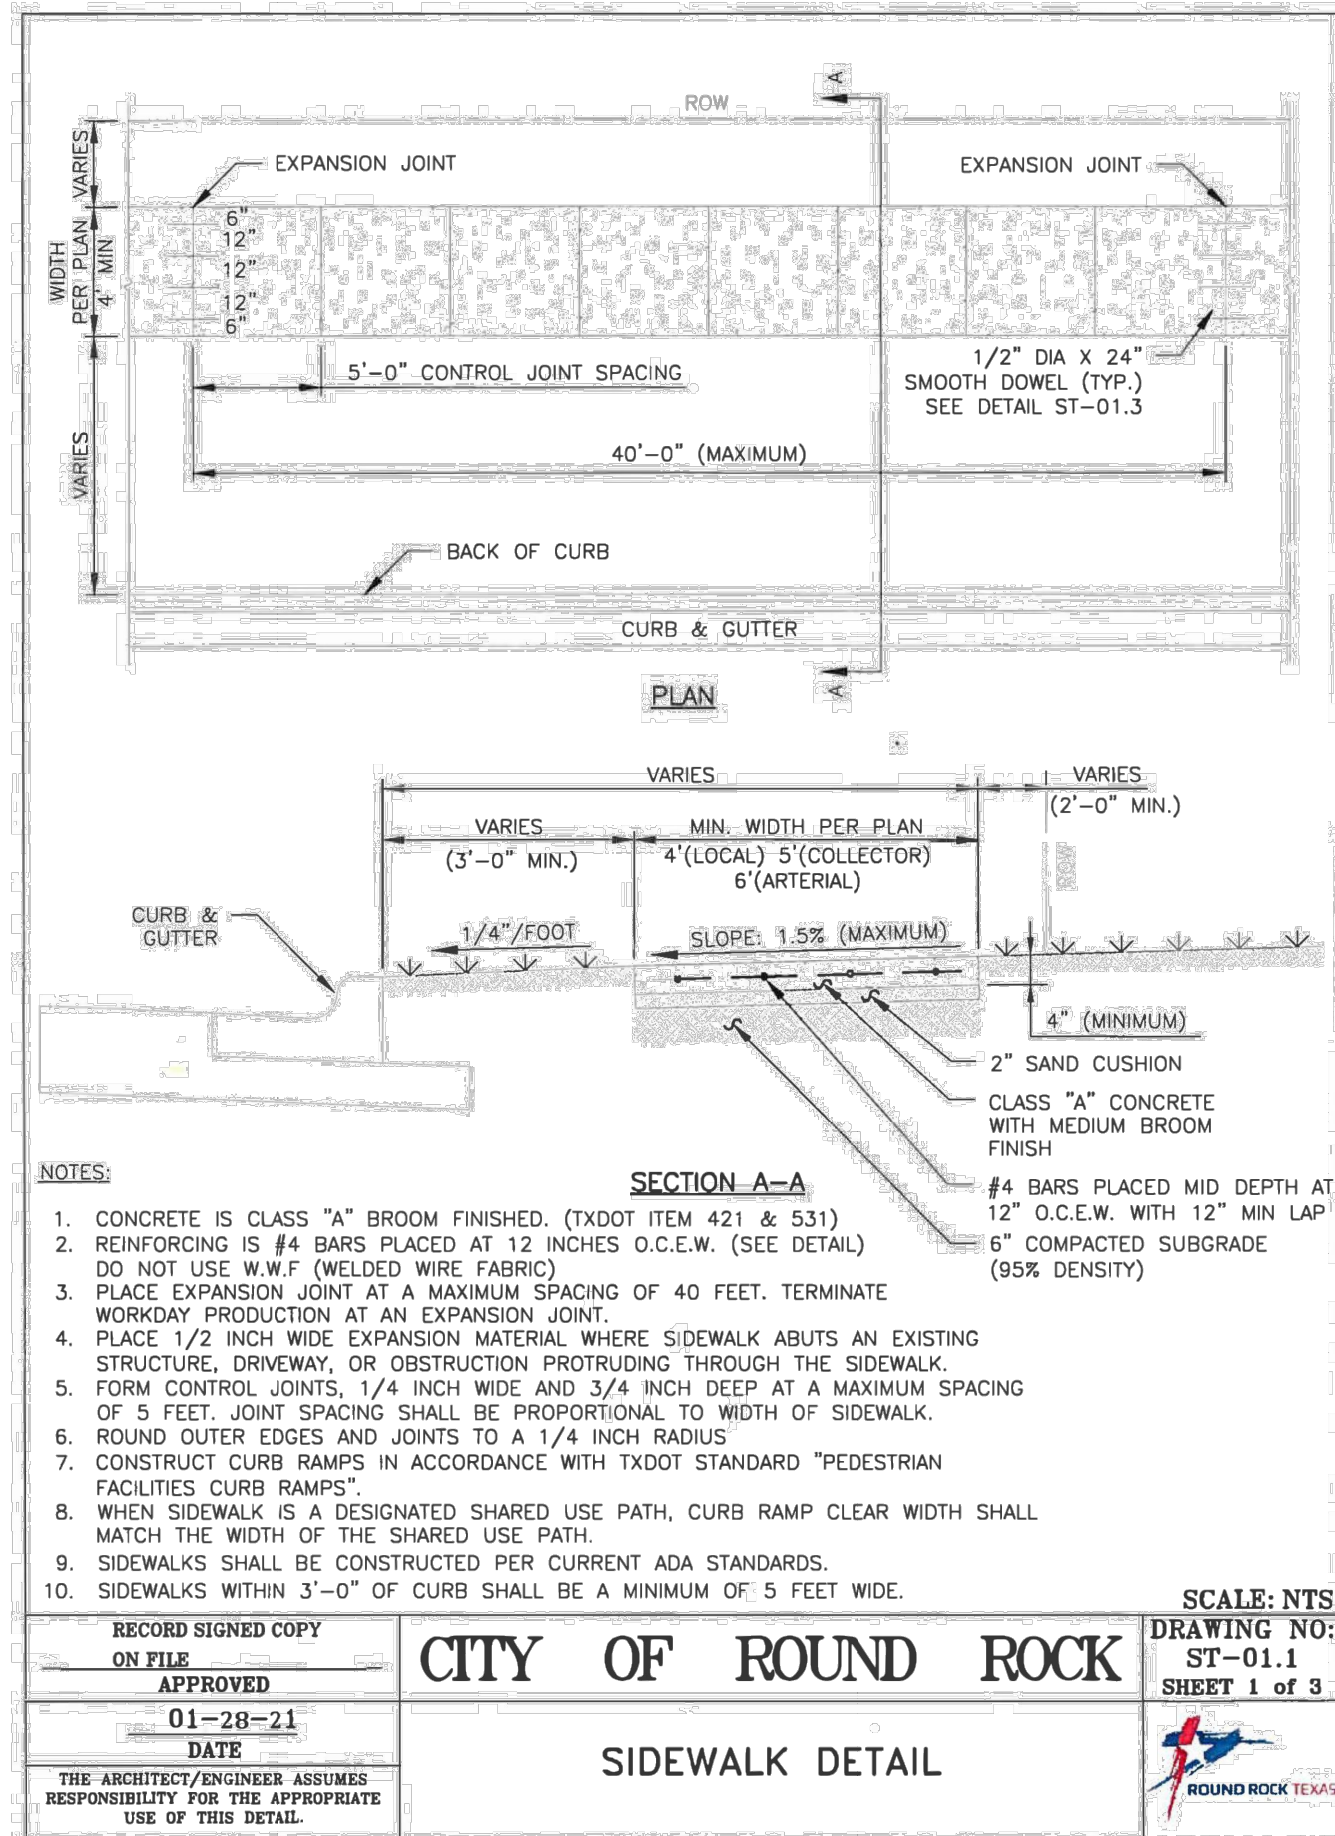 A
ROW
EXPANSION JOINT
EXPANSION JOINT
VARIES
WIDTH
PER PLAN
4' MIN
VARIES
6"
12"
12"
12"
6"
5'-0" CONTROL JOINT SPACING
1/2" DIA X 24"
SMOOTH DOWEL (TYP.)
SEE DETAIL ST-01.3
40'-0" (MAXIMUM)
BACK OF CURB
CURB & GUTTER
A
PLAN
VARIES
VARIES
(2'-0" MIN.)
VARIES
(3'-0" MIN.)
MIN. WIDTH PER PLAN
4'(LOCAL) 5'(COLLECTOR)
6'(ARTERIAL)
ROW
CURB &
GUTTER
1/4"/FOOT
SLOPE: 1.5% (MAXIMUM)
4" (MINIMUM)
2" SAND CUSHION
CLASS "A" CONCRETE
WITH MEDIUM BROOM
FINISH
#4 BARS PLACED MID DEPTH AT
12" O.C.E.W. WITH 12" MIN LAP
6" COMPACTED SUBGRADE
(95% DENSITY)
SECTION A-A
NOTES:
1. CONCRETE IS CLASS "A" BROOM FINISHED. (TXDOT ITEM 421 & 531)
2. REINFORCING IS #4 BARS PLACED AT 12 INCHES O.C.E.W. (SEE DETAIL)
DO NOT USE W.W.F (WELDED WIRE FABRIC)
3. PLACE EXPANSION JOINT AT A MAXIMUM SPACING OF 40 FEET. TERMINATE
WORKDAY PRODUCTION AT AN EXPANSION JOINT.
4. PLACE 1/2 INCH WIDE EXPANSION MATERIAL WHERE SIDEWALK ABUTS AN EXISTING
STRUCTURE, DRIVEWAY, OR OBSTRUCTION PROTRUDING THROUGH THE SIDEWALK.
5. FORM CONTROL JOINTS, 1/4 INCH WIDE AND 3/4 INCH DEEP AT A MAXIMUM SPACING
OF 5 FEET. JOINT SPACING SHALL BE PROPORTIONAL TO WIDTH OF SIDEWALK.
6. ROUND OUTER EDGES AND JOINTS TO A 1/4 INCH RADIUS
7. CONSTRUCT CURB RAMPS IN ACCORDANCE WITH TXDOT STANDARD "PEDESTRIAN
FACILITIES CURB RAMPS".
8. WHEN SIDEWALK IS A DESIGNATED SHARED USE PATH, CURB RAMP CLEAR WIDTH SHALL
MATCH THE WIDTH OF THE SHARED USE PATH.
9. SIDEWALKS SHALL BE CONSTRUCTED PER CURRENT ADA STANDARDS.
10. SIDEWALKS WITHIN 3'-0" OF CURB SHALL BE A MINIMUM OF 5 FEET WIDE.
SCALE: NTS
RECORD SIGNED COPY
ON FILE
APPROVED
01-28-21
DATE
THE ARCHITECT/ENGINEER ASSUMES
RESPONSIBILITY FOR THE APPROPRIATE
USE OF THIS DETAIL.
CITY OF ROUND ROCK
SIDEWALK DETAIL
DRAWING NO:
ST-01.1
SHEET 1 of 3
ROUND ROCK TEXAS